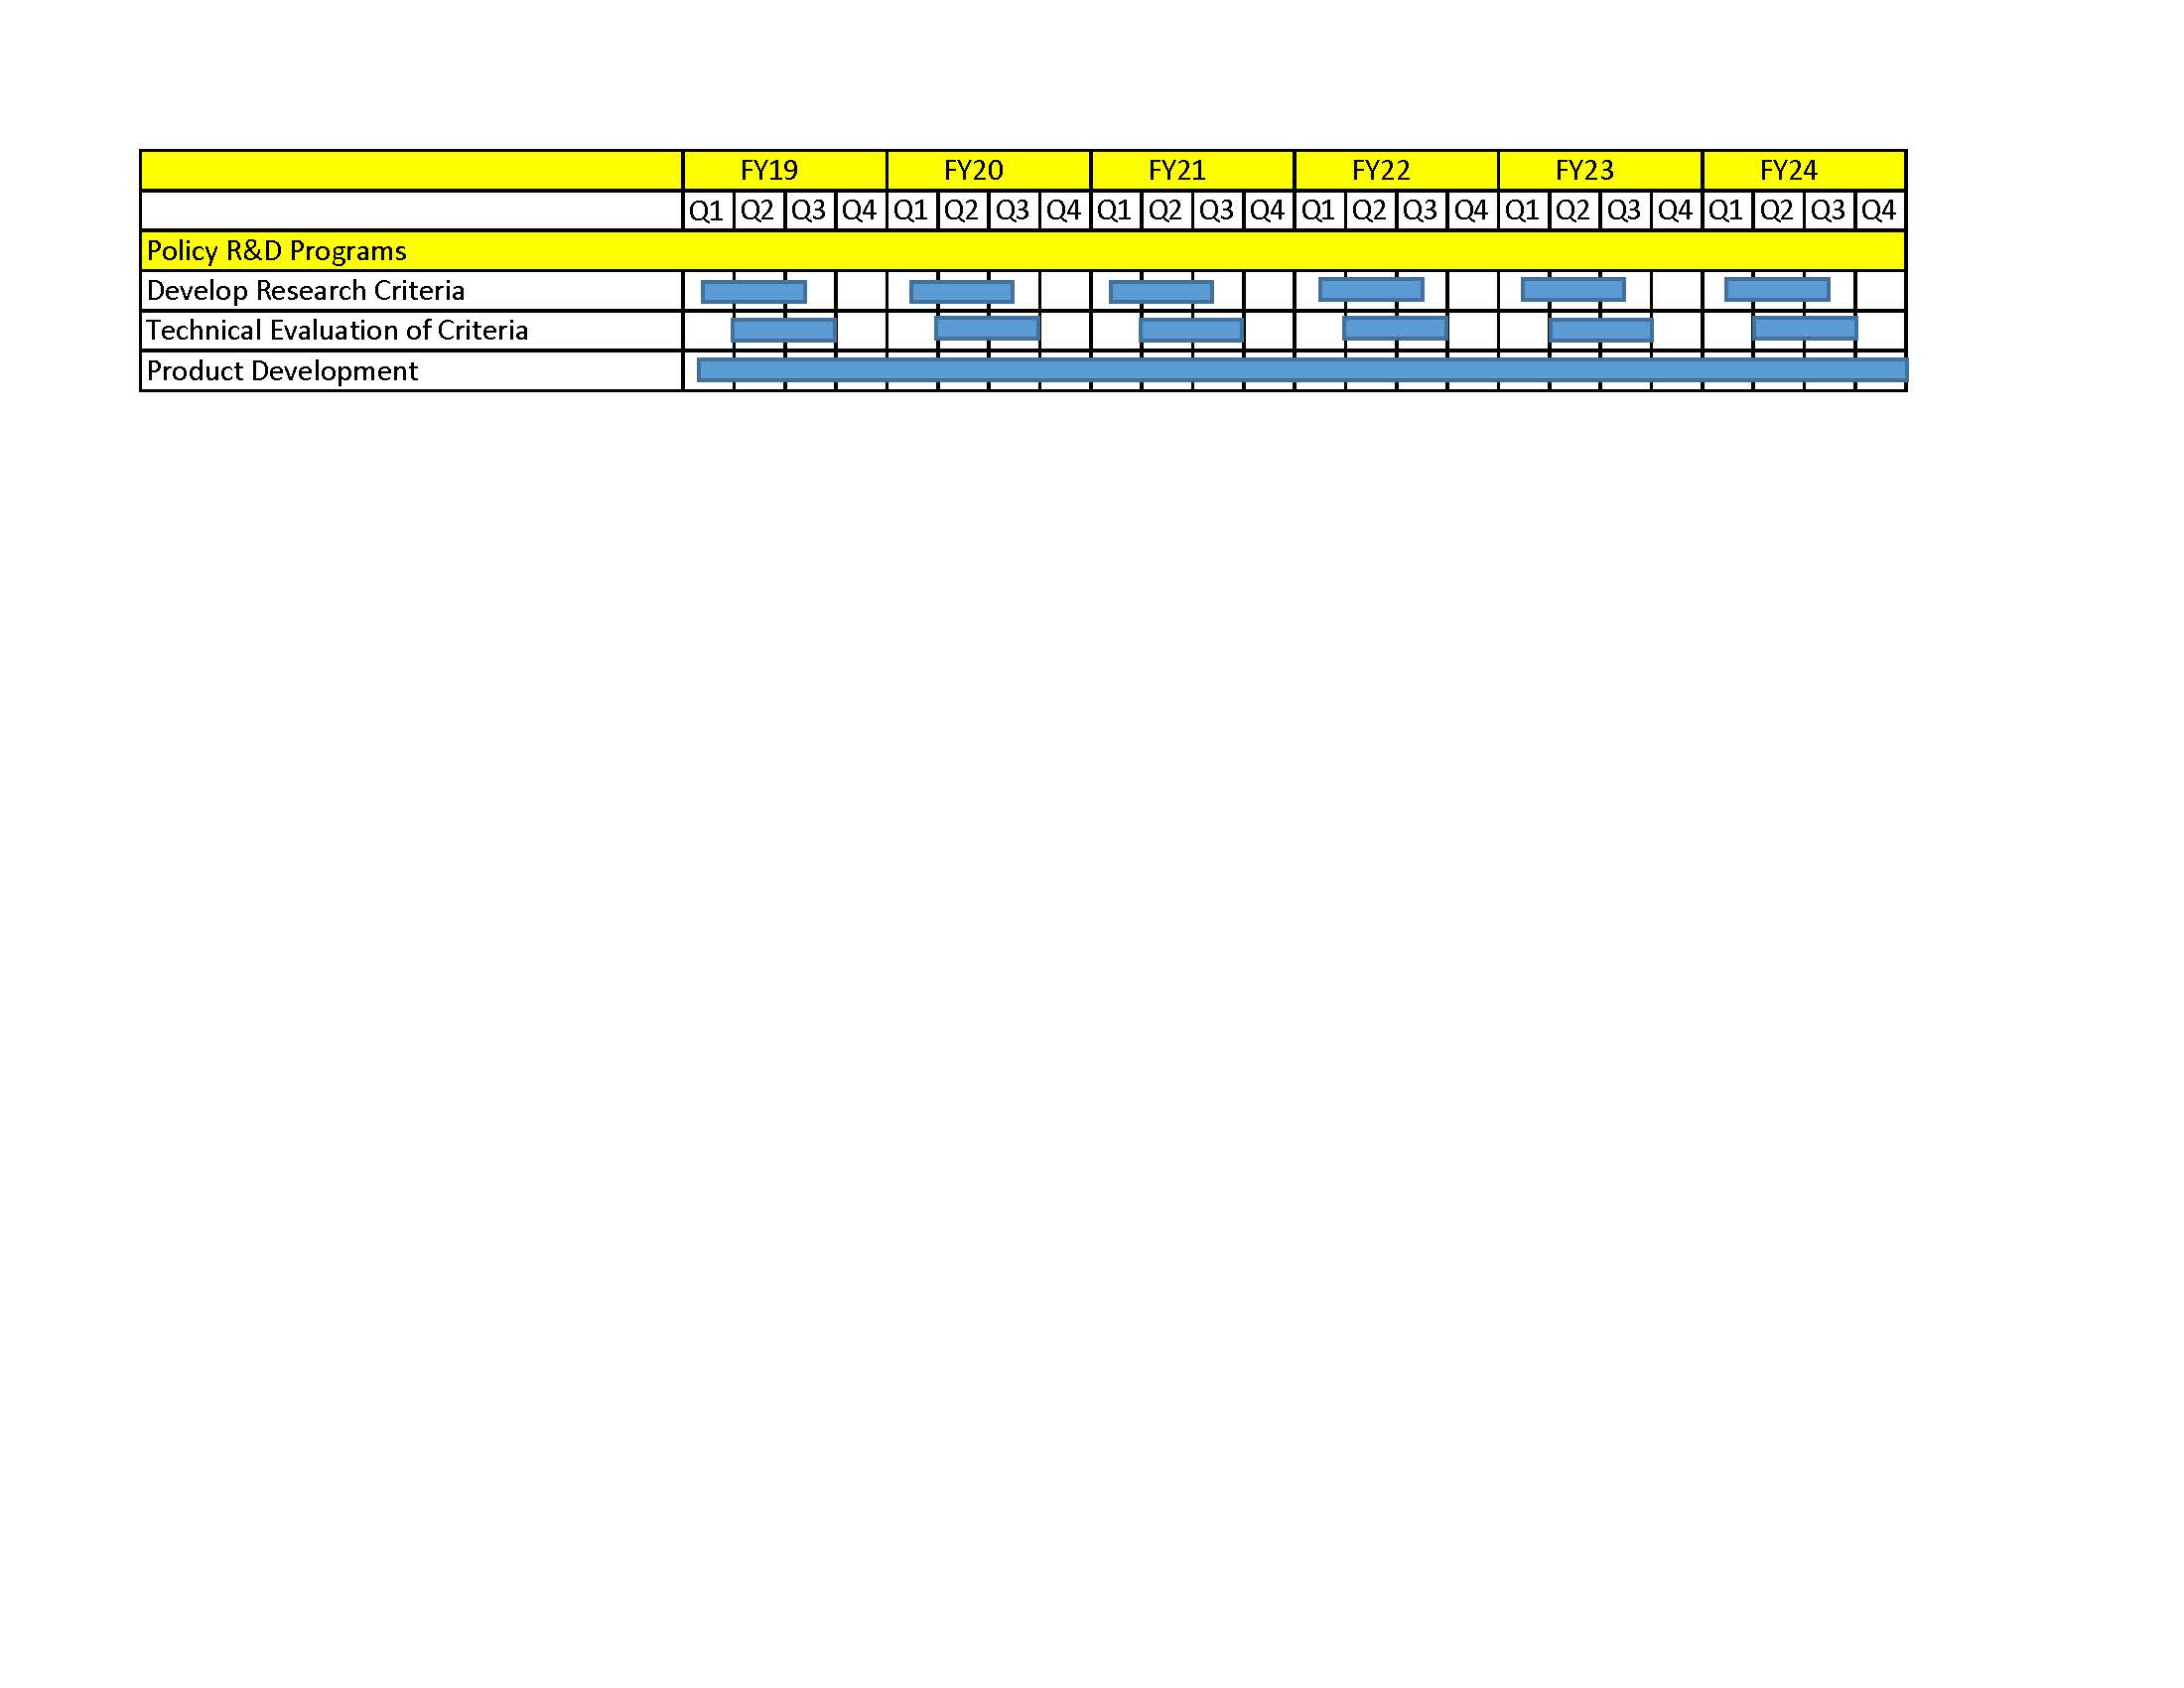 FY19 FY20 FY21 FY22 FY23 FY24
Q1 Q2 Q3 Q4 Q1 Q2 Q3 Q4 Q1 Q2 Q3 Q4 Q1 Q2 Q3 Q4 Q1 Q2 Q3 Q4 Q1 Q2 Q3 Q4
Policy R&D Programs
Develop Research Criteria
Technical Evaluation of Criteria
Product Development